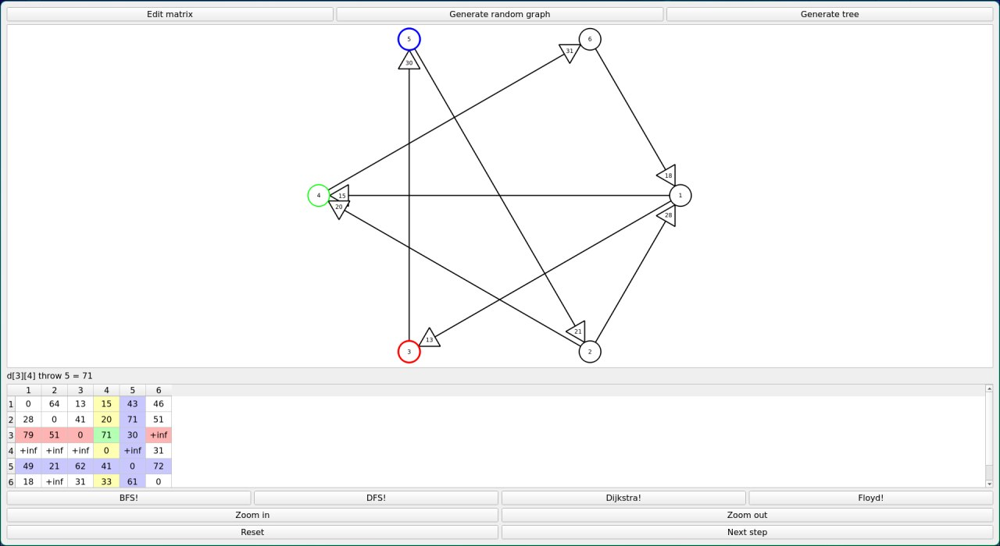 Edit matrix Generate random graph Generate tree
5 6
30 31
18
4 15 1
20 28
13 21
3 2
d[3][4] throw 5 = 71
1 2 3 4 5 6
1 0 64 13 15 43 46
2 28 0 41 20 71 51
3 79 51 0 71 30 +inf
4 +inf +inf +inf 0 +inf 31
5 49 21 62 41 0 72
6 18 +inf 31 33 61 0
BFS! DFS! Dijkstra! Floyd!
Zoom in Zoom out
Reset Next step